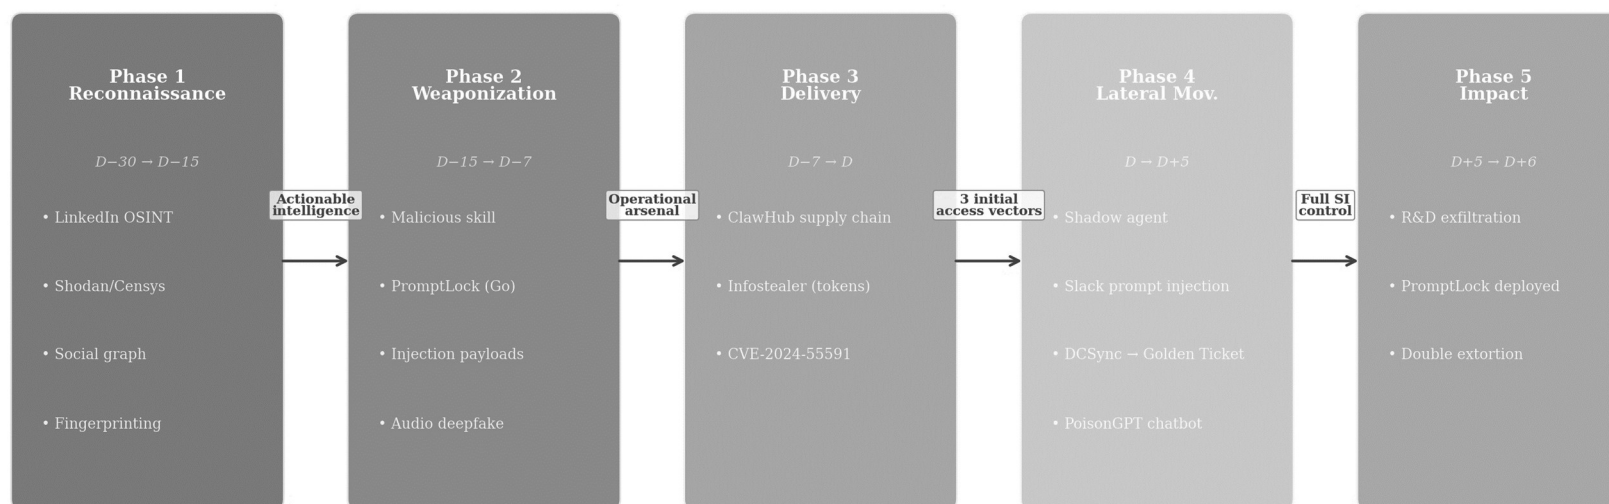 Phase 1
Reconnaissance
D−30 → D−15
• LinkedIn OSINT
• Shodan/Censys
• Social graph
• Fingerprinting
Actionable
intelligence
Phase 2
Weaponization
D−15 → D−7
• Malicious skill
• PromptLock (Go)
• Injection payloads
• Audio deepfake
Operational
arsenal
Phase 3
Delivery
D−7 → D
• ClawHub supply chain
• Infostealer (tokens)
• CVE-2024-55591
3 initial
access vectors
Phase 4
Lateral Mov.
D → D+5
• Shadow agent
• Slack prompt injection
• DCSync → Golden Ticket
• PoisonGPT chatbot
Full SI
control
Phase 5
Impact
D+5 → D+6
• R&D exfiltration
• PromptLock deployed
• Double extortion